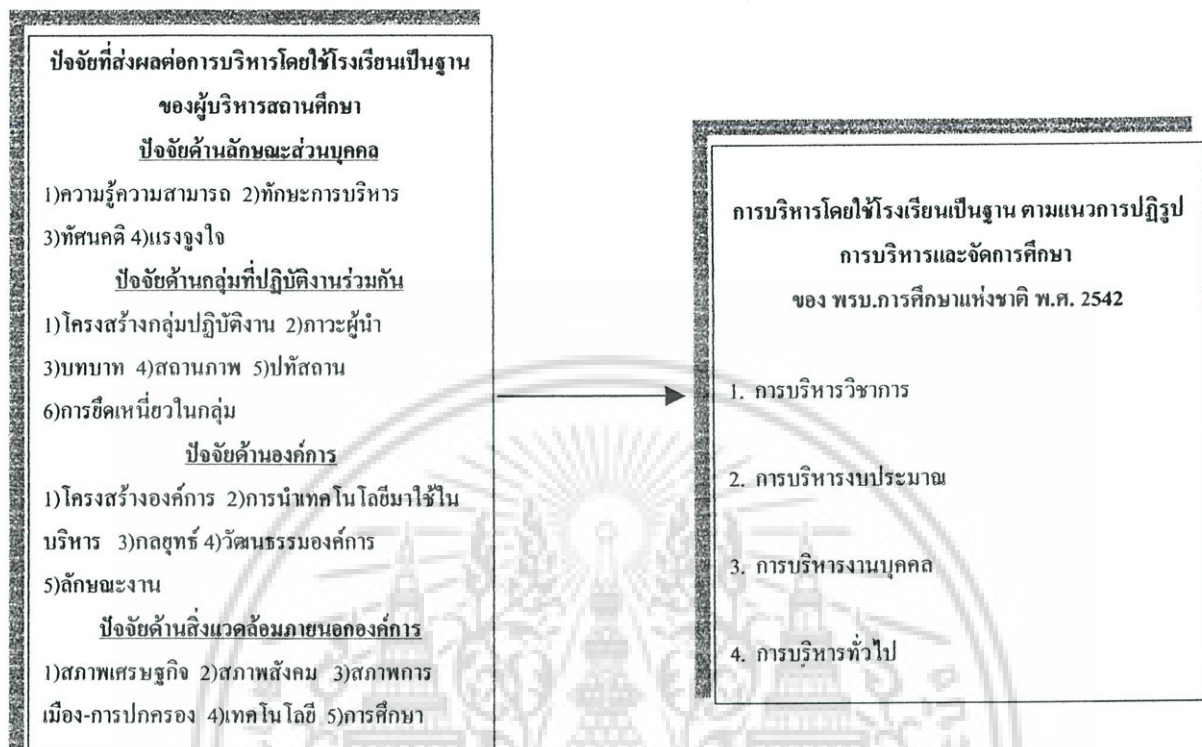 ปัจจัยที่ส่งผลต่อการบริหารโดยใช้โรงเรียนเป็นฐาน
ของผู้บริหารสถานศึกษา
ปัจจัยด้านลักษณะส่วนบุคคล
1)ความรู้ความสามารถ 2)ทักษะการบริหาร
3)ทัศนคติ 4)แรงจูงใจ
ปัจจัยด้านกลุ่มที่ปฏิบัติงานร่วมกัน
1)โครงสร้างกลุ่มปฏิบัติงาน 2)ภาวะผู้นำ
3)บทบาท 4)สถานภาพ 5)ปทัสถาน
6)การยึดเหนี่ยวในกลุ่ม
ปัจจัยด้านองค์การ
1)โครงสร้างองค์การ 2)การนำเทคโนโลยีมาใช้ใน
บริหาร 3)กลยุทธ์ 4)วัฒนธรรมองค์การ
5)ลักษณะงาน
ปัจจัยด้านสิ่งแวดล้อมภายนอกองค์การ
1)สภาพเศรษฐกิจ 2)สภาพสังคม 3)สภาพการ
เมือง-การปกครอง 4)เทคโนโลยี 5)การศึกษา
การบริหารโดยใช้โรงเรียนเป็นฐาน ตามแนวการปฏิรูป
การบริหารและจัดการศึกษา
ของ พรบ.การศึกษาแห่งชาติ พ.ศ. 2542
1. การบริหารวิชาการ
2. การบริหารงบประมาณ
3. การบริหารงานบุคคล
4. การบริหารทั่วไป